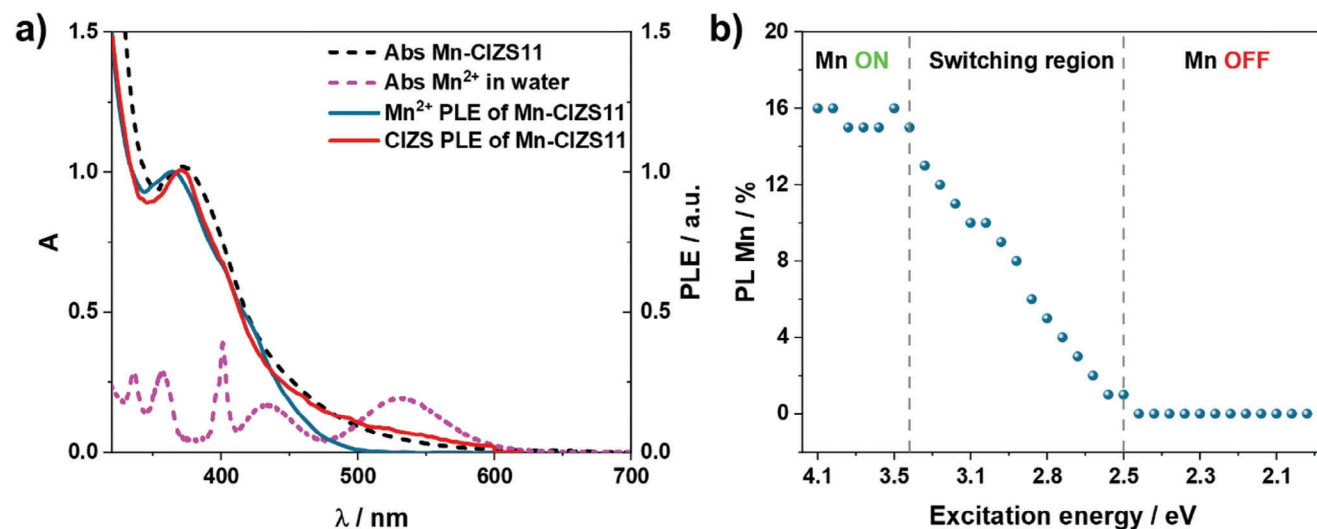 a)
1.5
1.0
0.5
0.0
A
400
500
600
700
λ / nm
1.5
1.0
0.5
0.0
PLE / a.u.
Abs Mn-CIZS11
Abs Mn²⁺ in water
Mn²⁺ PLE of Mn-CIZS11
CIZS PLE of Mn-CIZS11
b)
20
16
12
8
4
0
PL Mn / %
Mn ON
Switching region
Mn OFF
4.1
3.5
3.1
2.8
2.5
2.3
2.1
Excitation energy / eV